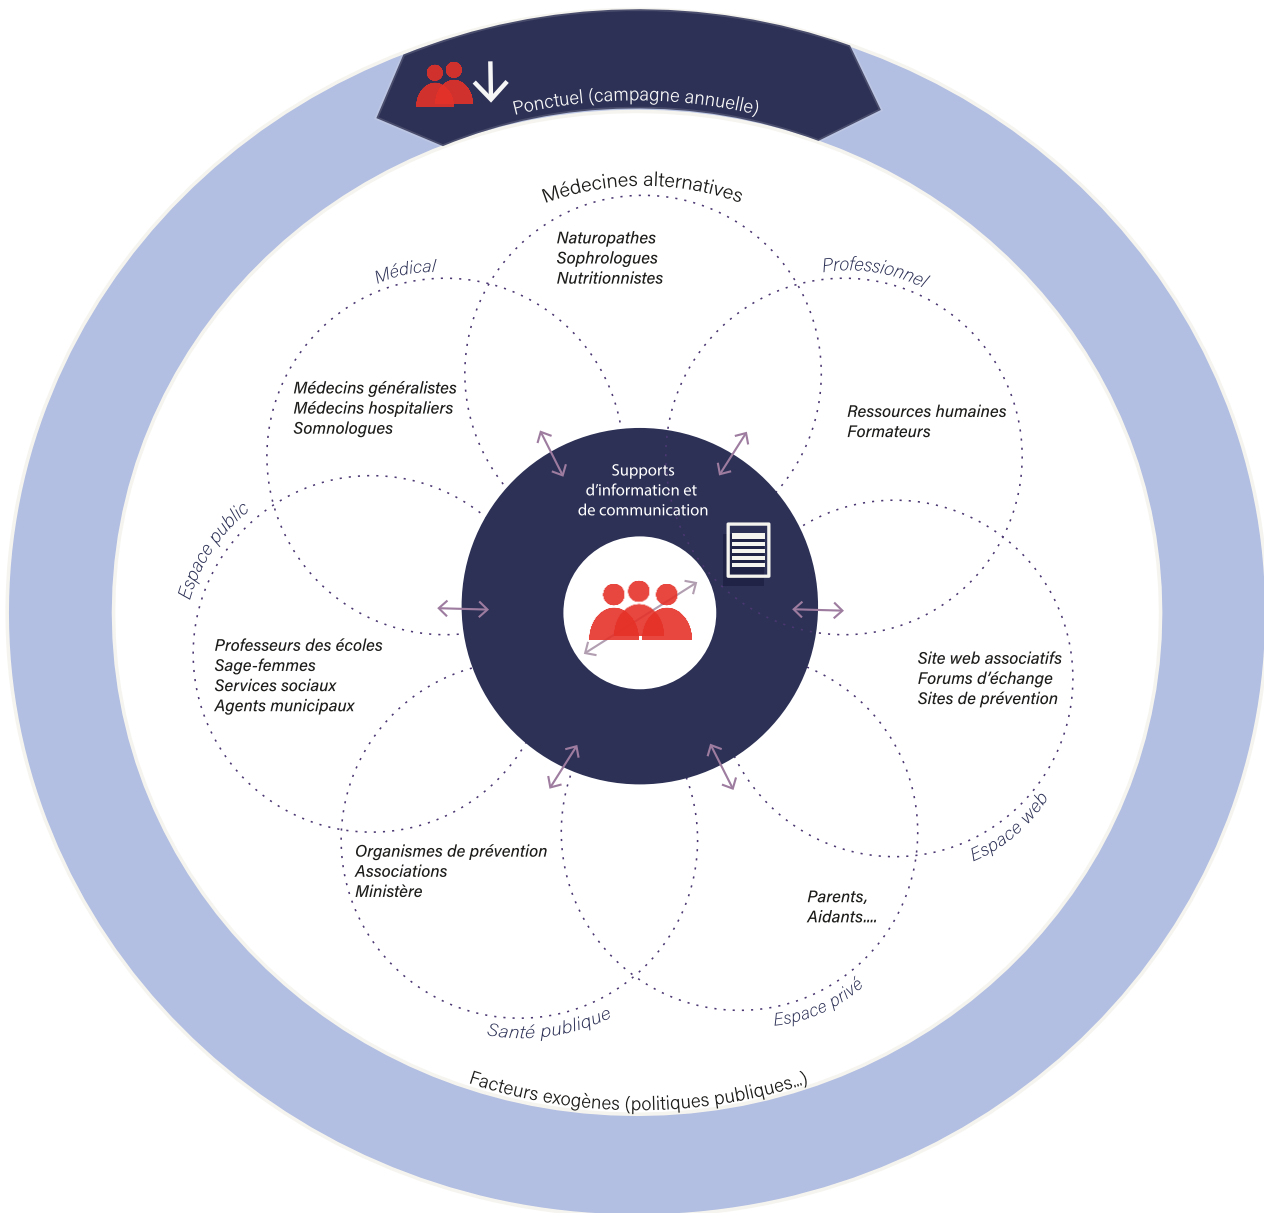 Ponctuel (campagne annuelle)
Médecines alternatives
Naturopathes
Sophrologues
Nutritionnistes
Médical
Médecins généralistes
Médecins hospitaliers
Somnologues
Professionnel
Ressources humaines
Formateurs
Supports
d'information et
de communication
Espace public
Professeurs des écoles
Sage-femmes
Services sociaux
Agents municipaux
Site web associatifs
Forums d'échange
Sites de prévention
Espace web
Organismes de prévention
Associations
Ministère
Santé publique
Parents,
Aidants....
Espace privé
Facteurs exogènes (politiques publiques...)